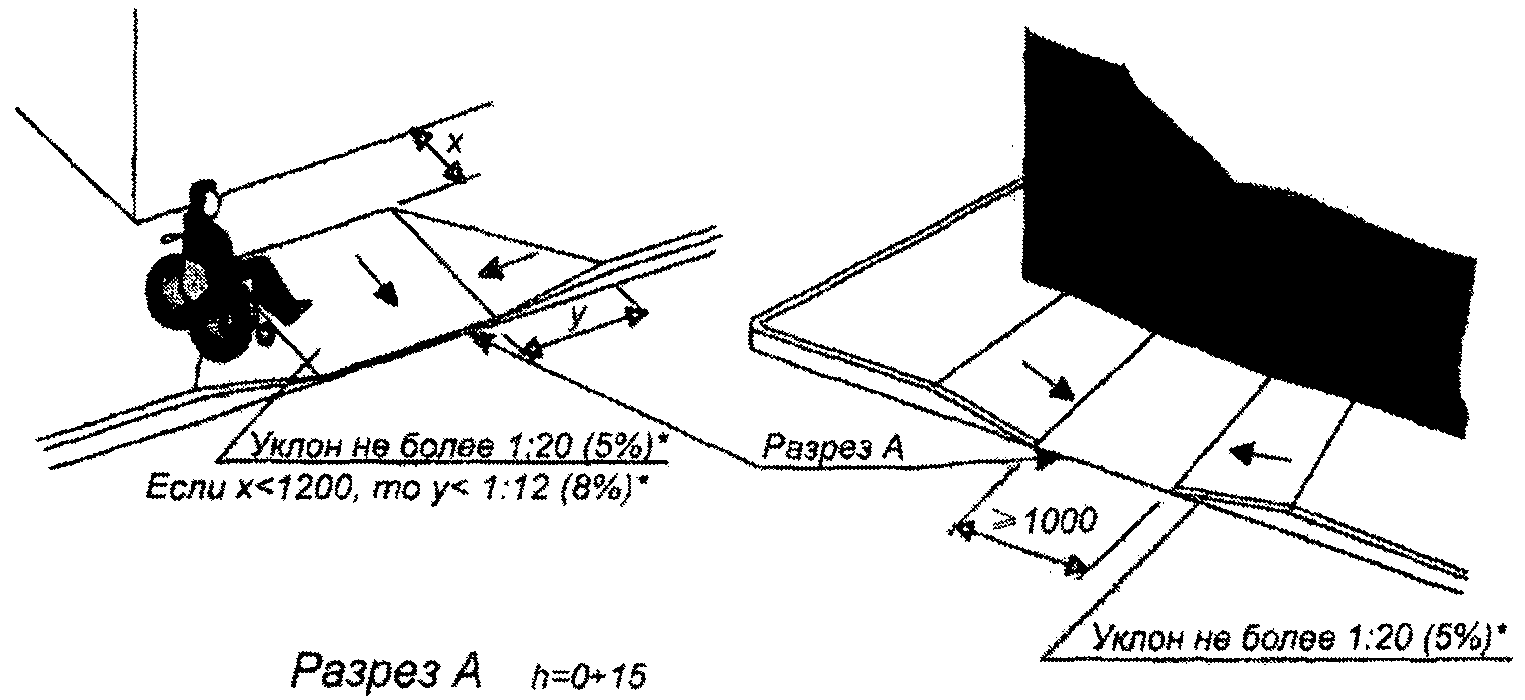 x
y
Уклон не более 1:20 (5%)*
Если x<1200, то y< 1:12 (8%)*
Разрез А
≥1000
Уклон не более 1:20 (5%)*
Разрез А h=0+15